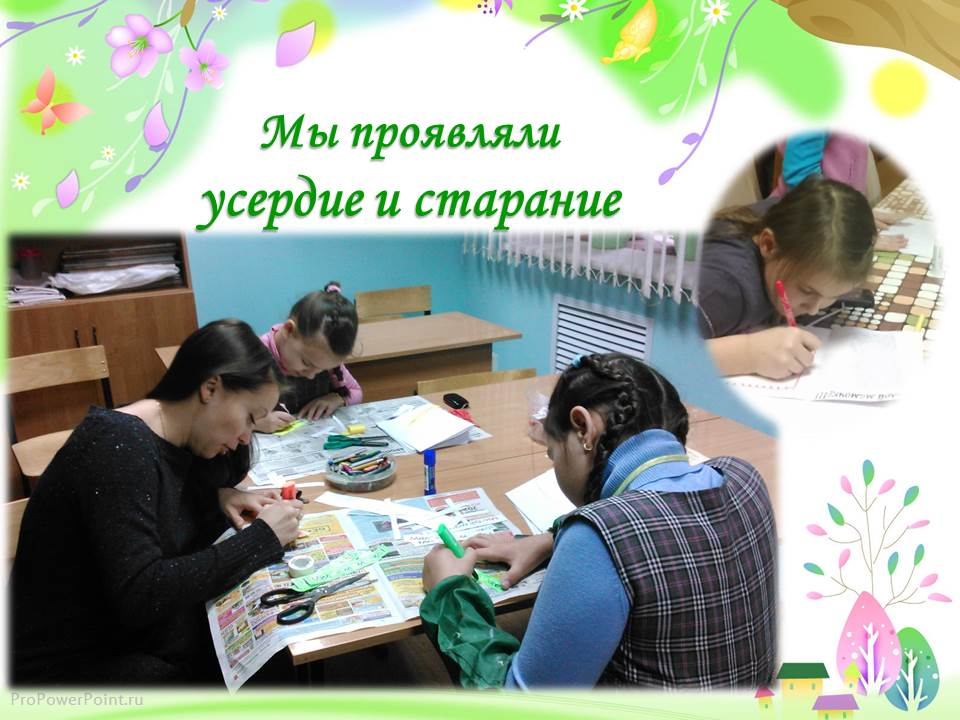 Мы проявляли
усердие и старание
ProPowerPoint.ru